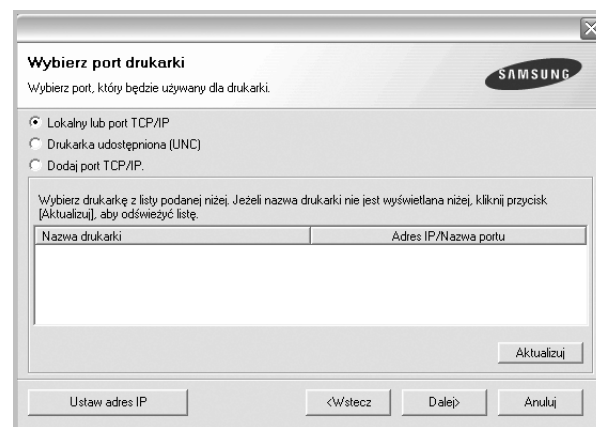 Wybierz port drukarki
Wybierz port, który będzie używany dla drukarki.
SAMSUNG
Lokalny lub port TCP/IP
Drukarka udostępniona (UNC)
Dodaj port TCP/IP.
Wybierz drukarkę z listy podanej niżej. Jeżeli nazwa drukarki nie jest wyświetlana niżej, kliknij przycisk
[Aktualizuj], aby odświeżyć listę.
Nazwa drukarki Adres IP/Nazwa portu
Aktualizuj
Ustaw adres IP <Wstecz Dalej> Anuluj